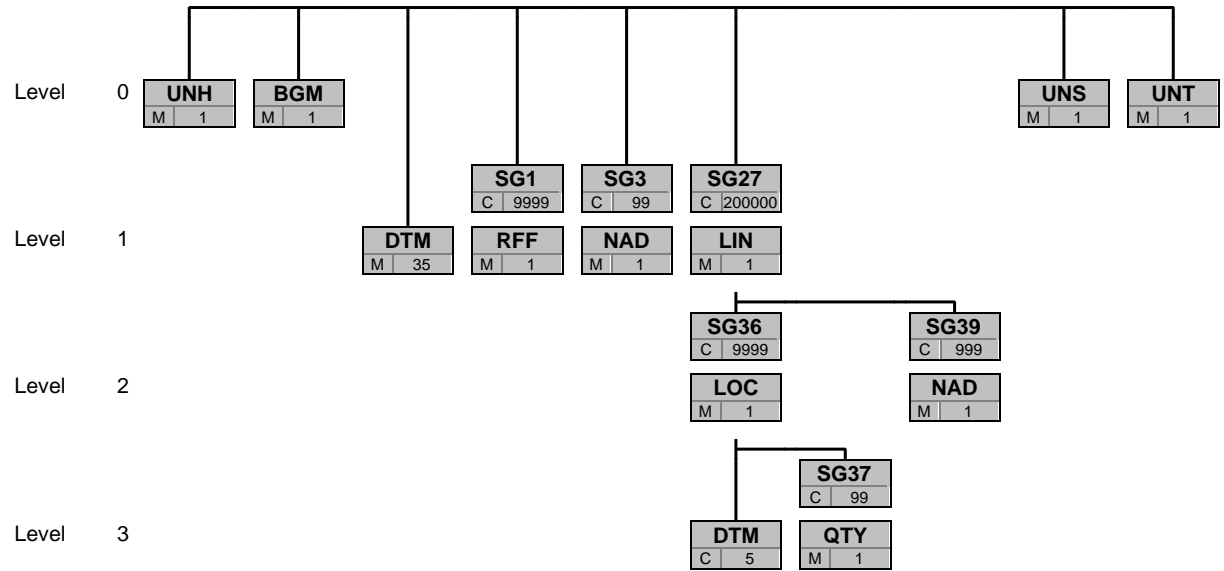 Level 0 UNH BGM UNS UNT
M 1 M 1 M 1 M 1
SG1 SG3 SG27
C 9999 C 99 C 200000
Level 1 DTM RFF NAD LIN
M 35 M 1 M 1 M 1
SG36 SG39
C 9999 C 999
Level 2 LOC NAD
M 1 M 1
SG37
C 99
Level 3 DTM QTY
C 5 M 1